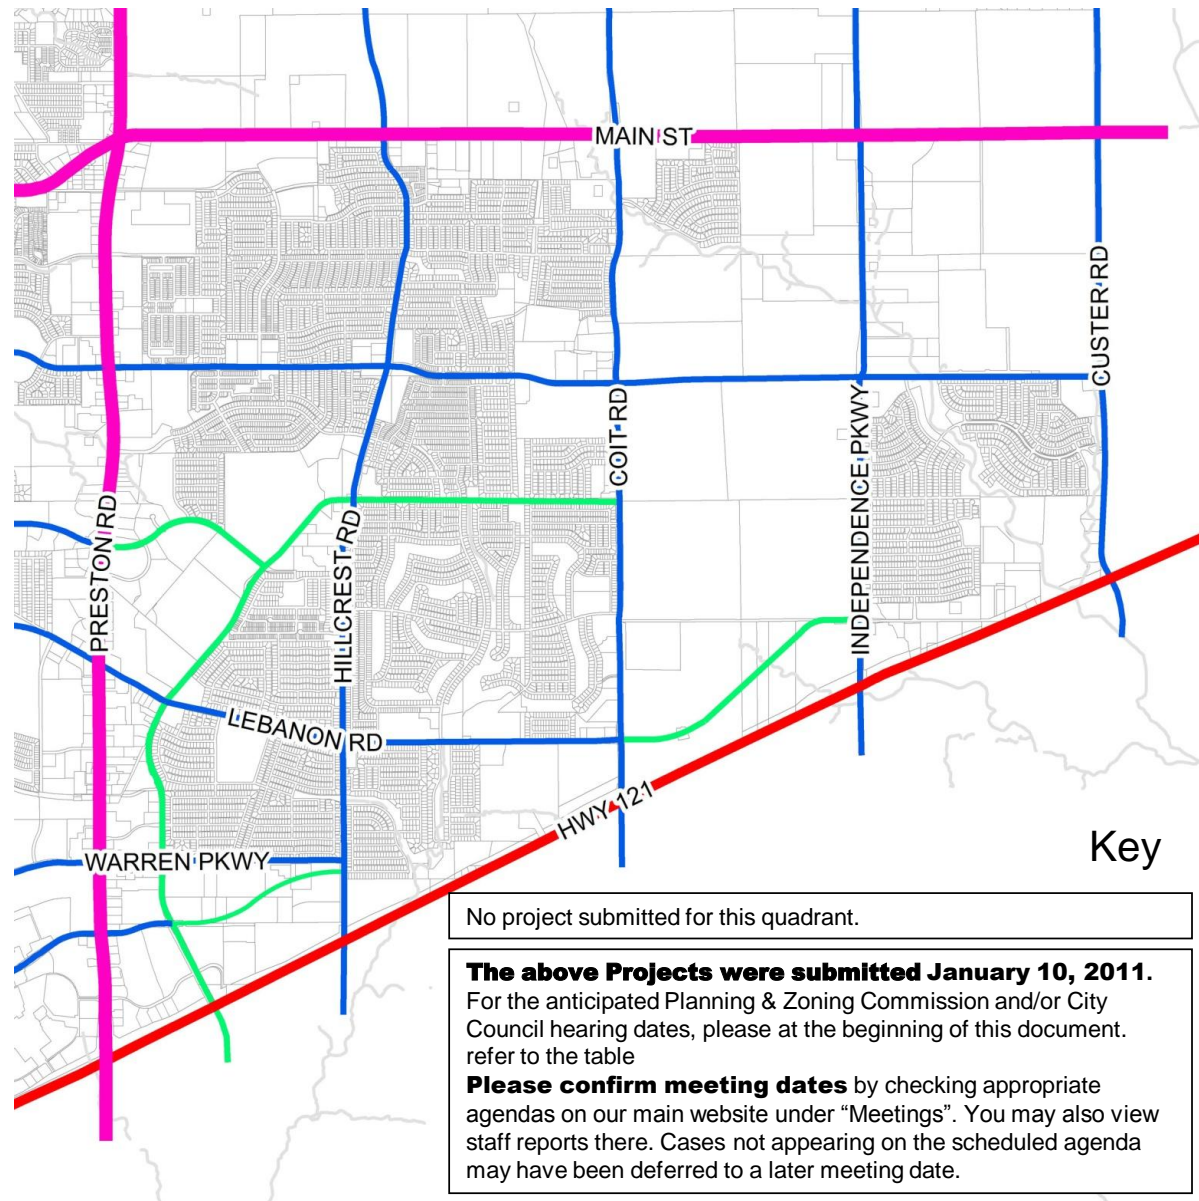 MAIN ST
CUSTER RD
COIT RD
INDEPENDENCE PKWY
PRESTON RD
HILLCREST RD
LEBANON RD
HWY 121
WARREN PKWY
Key
No project submitted for this quadrant.
The above Projects were submitted January 10, 2011.
For the anticipated Planning & Zoning Commission and/or City
Council hearing dates, please at the beginning of this document.
refer to the table
Please confirm meeting dates by checking appropriate
agendas on our main website under “Meetings”. You may also view
staff reports there. Cases not appearing on the scheduled agenda
may have been deferred to a later meeting date.